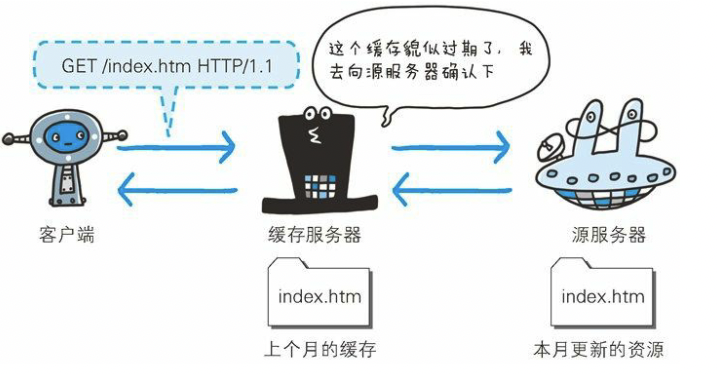 GET /index.htm HTTP/1.1
这个缓存貌似过期了，我
去向源服务器确认下
客户端
缓存服务器
源服务器
index.htm
index.htm
上个月的缓存
本月更新的资源